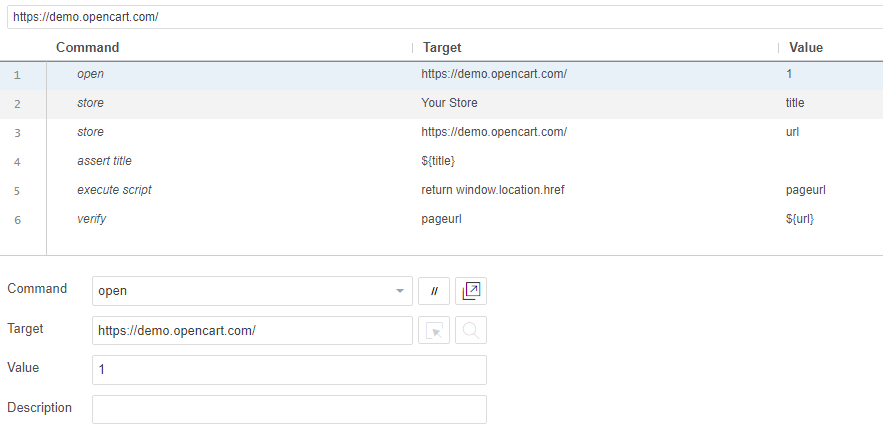 https://demo.opencart.com/
Command Target Value
1 open https://demo.opencart.com/ 1
2 store Your Store title
3 store https://demo.opencart.com/ url
4 assert title ${title}
5 execute script return window.location.href pageurl
6 verify pageurl ${url}
Command open //
Target https://demo.opencart.com/
Value 1
Description